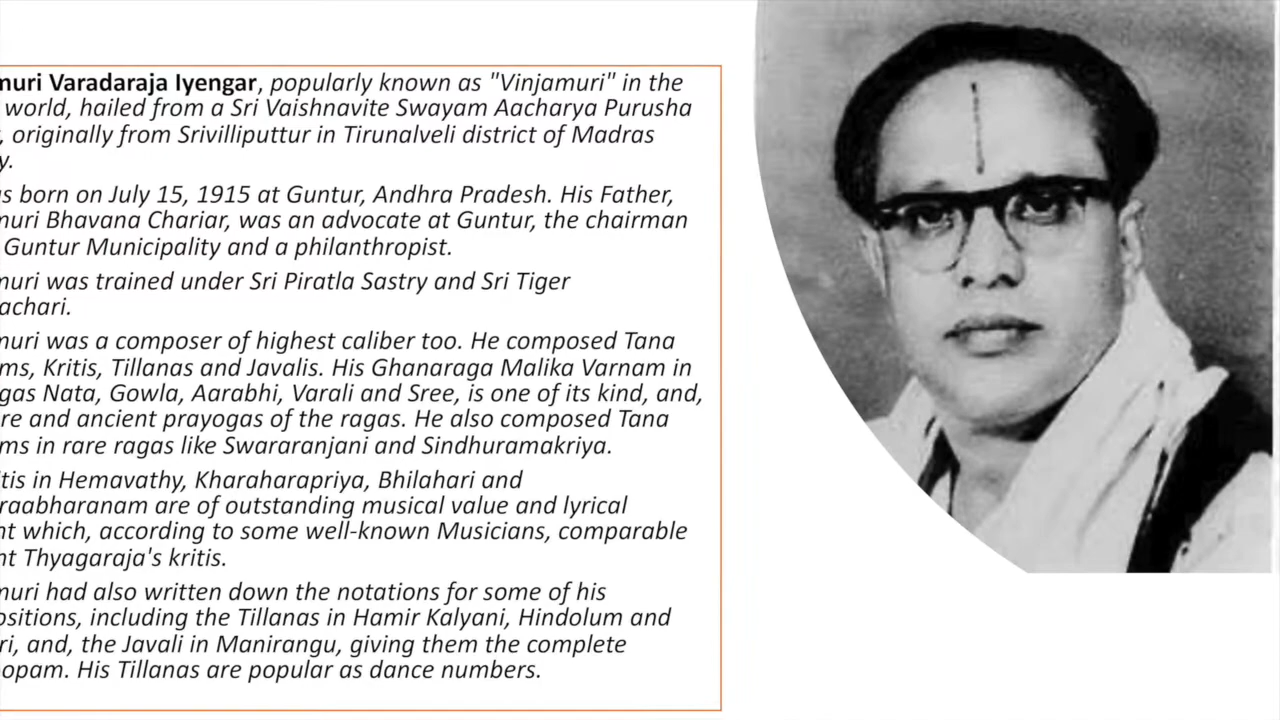 muri Varadaraja Iyengar, popularly known as "Vinjamuri" in the
world, hailed from a Sri Vaishnavite Swayam Aacharya Purusha
, originally from Srivilliputtur in Tirunalveli district of Madras
y.
s born on July 15, 1915 at Guntur, Andhra Pradesh. His Father,
muri Bhavana Chariar, was an advocate at Guntur, the chairman
Guntur Municipality and a philanthropist.
muri was trained under Sri Piratla Sastry and Sri Tiger
achari.
muri was a composer of highest caliber too. He composed Tana
ms, Kritis, Tillanas and Javalis. His Ghanaraga Malika Varnam in
gas Nata, Gowla, Aarabhi, Varali and Sree, is one of its kind, and,
re and ancient prayogas of the ragas. He also composed Tana
ms in rare ragas like Swararanjani and Sindhuramakriya.
tis in Hemavathy, Kharaharapriya, Bhilahari and
raabharanam are of outstanding musical value and lyrical
nt which, according to some well-known Musicians, comparable
nt Thyagaraja's kritis.
muri had also written down the notations for some of his
ositions, including the Tillanas in Hamir Kalyani, Hindolum and
ri, and, the Javali in Manirangu, giving them the complete
opam. His Tillanas are popular as dance numbers.